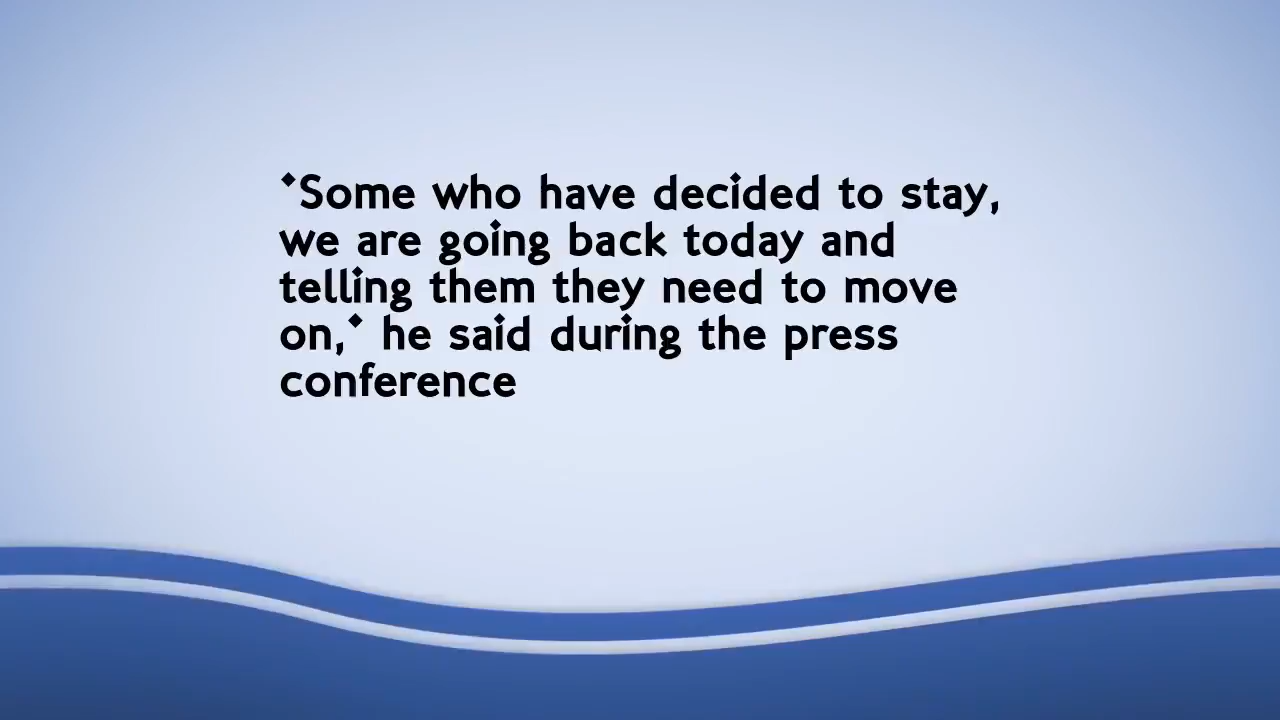 "Some who have decided to stay,
we are going back today and
telling them they need to move
on," he said during the press
conference